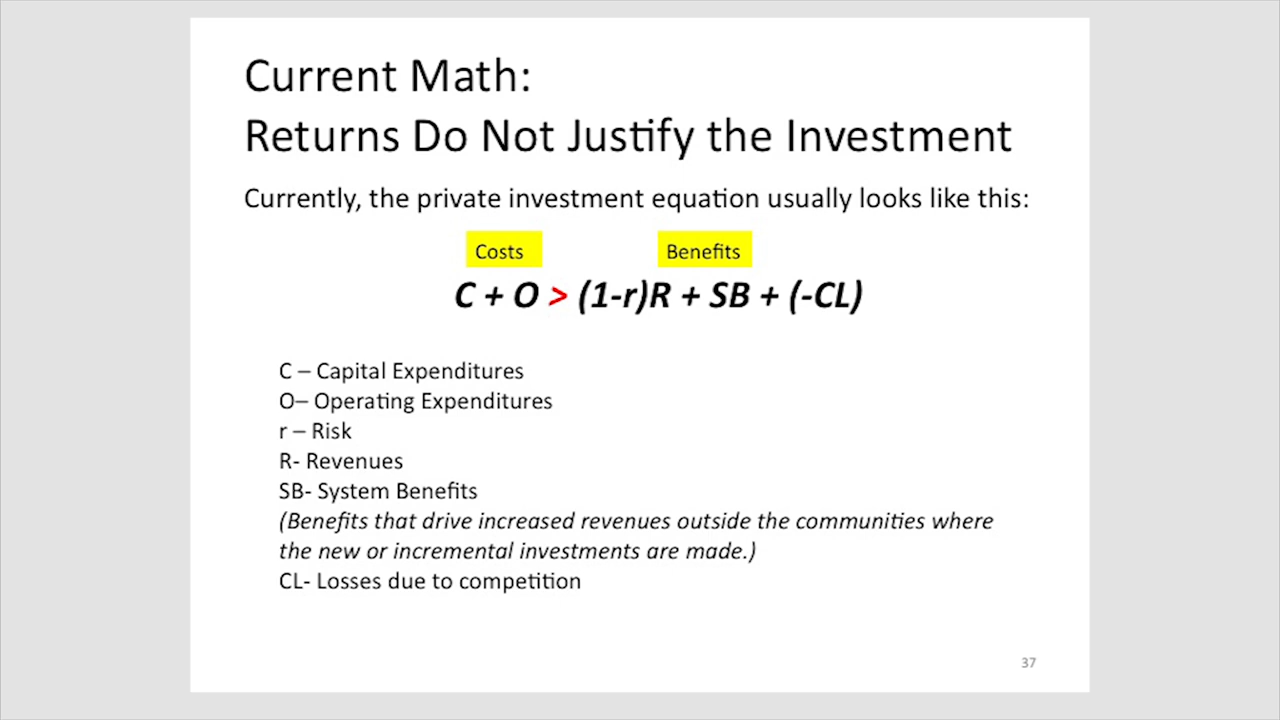 Current Math:
Returns Do Not Justify the Investment
Currently, the private investment equation usually looks like this:
Costs Benefits
C + O > (1-r)R + SB + (-CL)
C – Capital Expenditures
O– Operating Expenditures
r – Risk
R- Revenues
SB- System Benefits
(Benefits that drive increased revenues outside the communities where
the new or incremental investments are made.)
CL- Losses due to competition
37